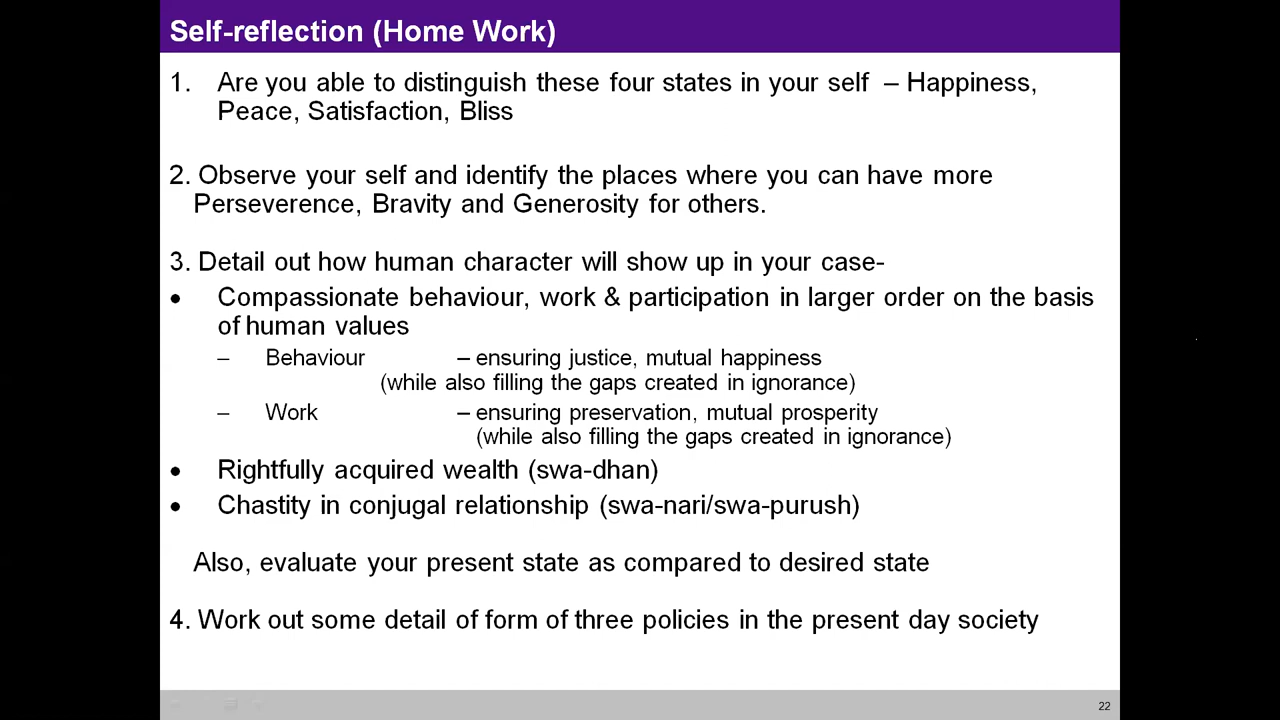 Self-reflection (Home Work)
1. Are you able to distinguish these four states in your self – Happiness,
Peace, Satisfaction, Bliss
2. Observe your self and identify the places where you can have more
Perseverence, Bravity and Generosity for others.
3. Detail out how human character will show up in your case-
• Compassionate behaviour, work & participation in larger order on the basis
of human values
– Behaviour – ensuring justice, mutual happiness
(while also filling the gaps created in ignorance)
– Work – ensuring preservation, mutual prosperity
(while also filling the gaps created in ignorance)
• Rightfully acquired wealth (swa-dhan)
• Chastity in conjugal relationship (swa-nari/swa-purush)
Also, evaluate your present state as compared to desired state
4. Work out some detail of form of three policies in the present day society
22